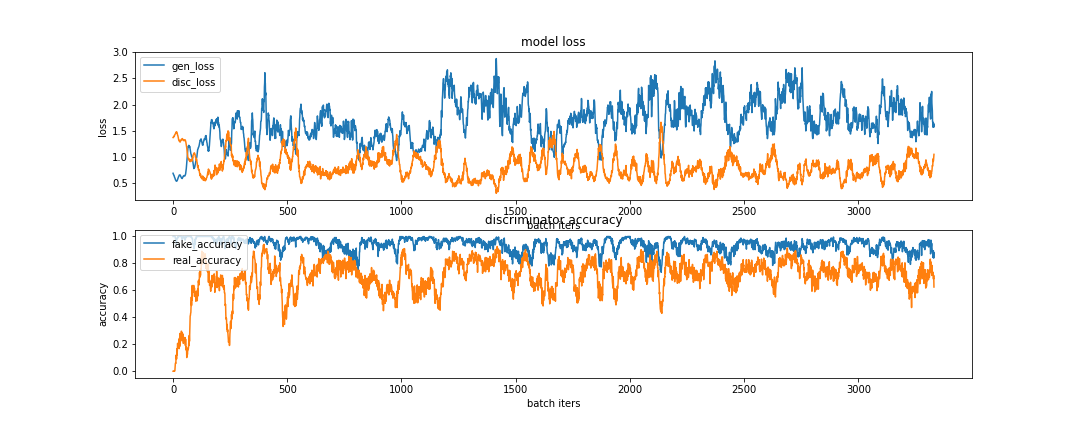 model loss
3.0
2.5
2.0
1.5
1.0
0.5
loss
gen_loss
disc_loss
0 500 1000 1500 2000 2500 3000
batch iters
discriminator accuracy
1.0
0.8
0.6
0.4
0.2
0.0
accuracy
fake_accuracy
real_accuracy
0 500 1000 1500 2000 2500 3000
batch iters